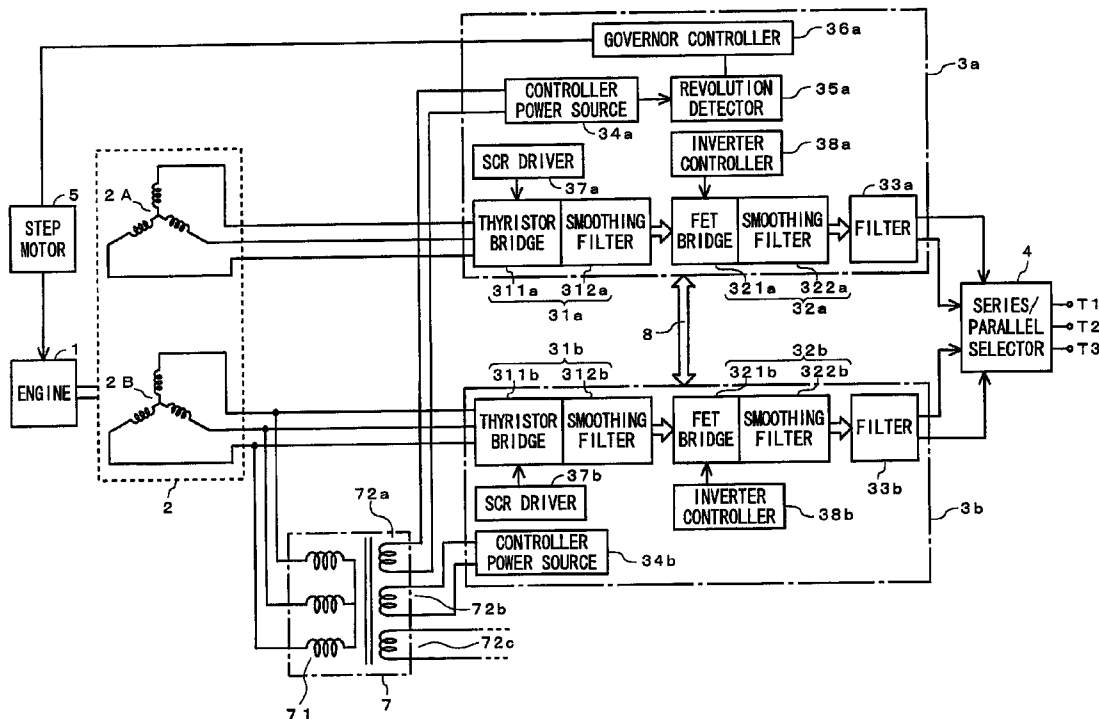 GOVERNOR CONTROLLER
36a
3a
CONTROLLER
POWER SOURCE
34a
REVOLUTION
DETECTOR
35a
SCR DRIVER
37a
INVERTER
CONTROLLER
38a
33a
5
STEP
MOTOR
2A
THYRISTOR
BRIDGE
SMOOTHING
FILTER
FET
BRIDGE
SMOOTHING
FILTER
FILTER
311a
312a
31a
321a
322a
32a
4
SERIES/
PARALLEL
SELECTOR
T1
T2
T3
8
1
ENGINE
2B
31b
311b
312b
32b
321b
322b
THYRISTOR
BRIDGE
SMOOTHING
FILTER
FET
BRIDGE
SMOOTHING
FILTER
FILTER
33b
2
37b
SCR DRIVER
INVERTER
CONTROLLER
38b
3b
72a
CONTROLLER
POWER SOURCE
34b
72b
72c
71
7